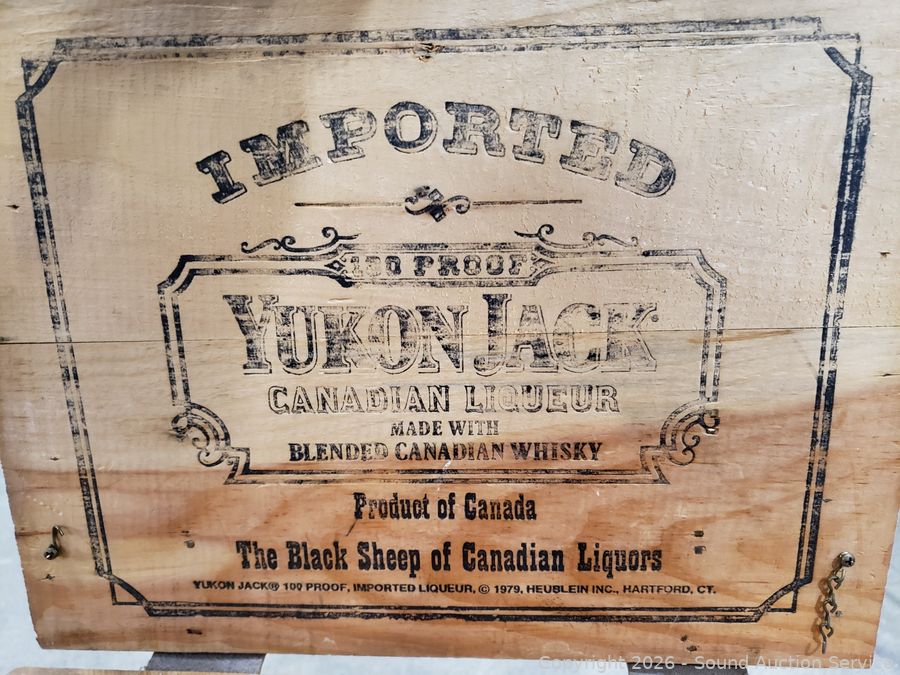 IMPORTED
100 PROOF
YUKON JACK
CANADIAN LIQUEUR
MADE WITH
BLENDED CANADIAN WHISKY
Product of Canada
The Black Sheep of Canadian Liquors
YUKON JACK® 100 PROOF, IMPORTED LIQUEUR, © 1979, HEUBLEIN INC., HARTFORD, CT.
Copyright 2026 - Sound Auction Service